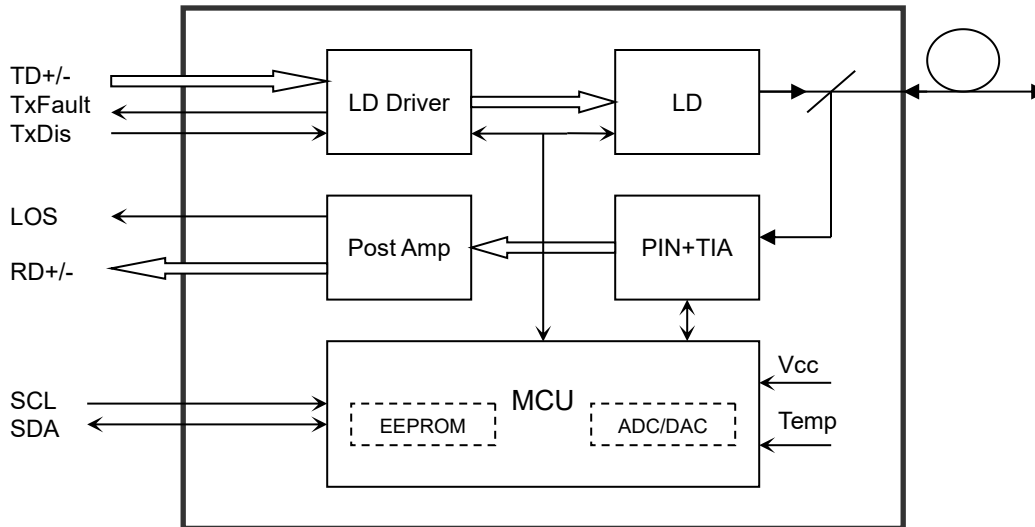 TD+/-
TxFault
TxDis
LD Driver
LD
LOS
RD+/-
Post Amp
PIN+TIA
SCL
SDA
MCU
EEPROM
ADC/DAC
Vcc
Temp